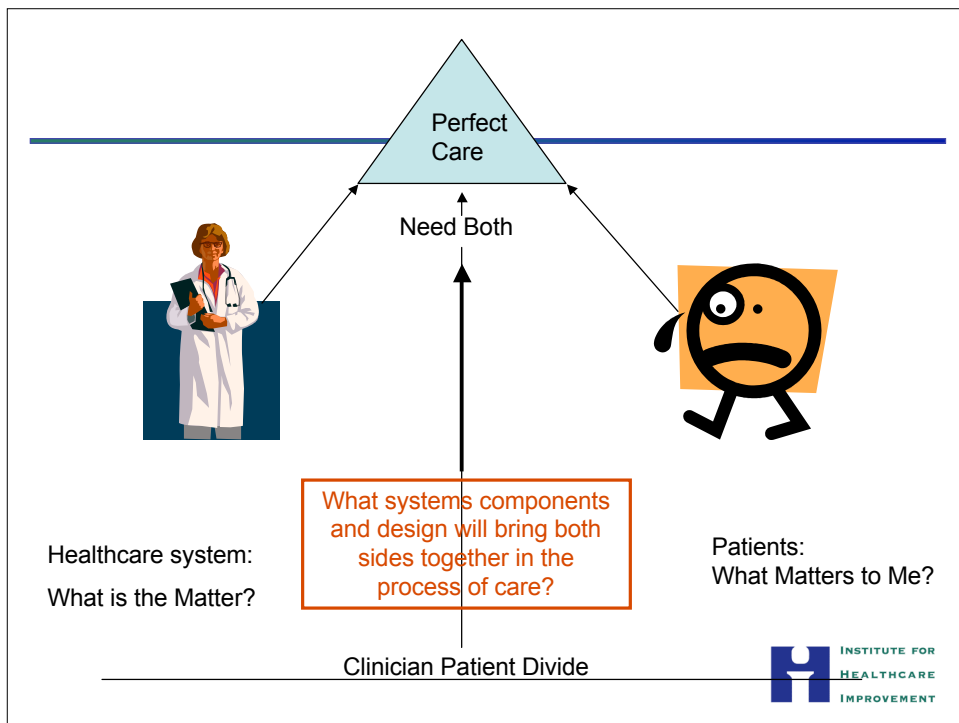 Perfect
Care
Need Both
What systems components
and design will bring both
sides together in the
process of care?
Healthcare system:
What is the Matter?
Patients:
What Matters to Me?
Clinician Patient Divide
INSTITUTE FOR
HEALTHCARE
IMPROVEMENT